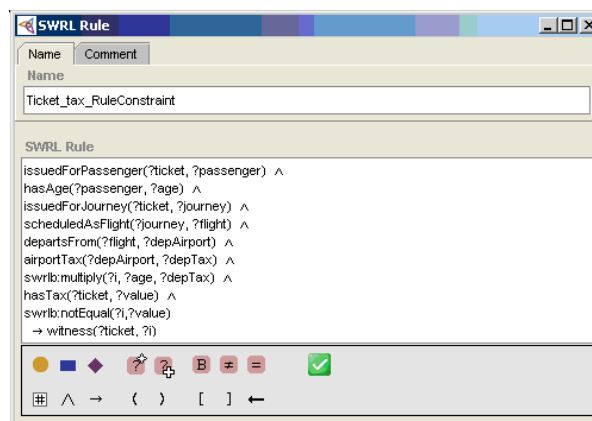 SWRL Rule
Name Comment
Name
Ticket_tax_RuleConstraint
SWRL Rule
issuedForPassenger(?ticket, ?passenger) ∧
hasAge(?passenger, ?age) ∧
issuedForJourney(?ticket, ?journey) ∧
scheduledAsFlight(?journey, ?flight) ∧
departsFrom(?flight, ?depAirport) ∧
airportTax(?depAirport, ?depTax) ∧
swrlb:multiply(?i, ?age, ?depTax) ∧
hasTax(?ticket, ?value) ∧
swrlb:notEqual(?i,?value)
→ witness(?ticket, ?i)
? ? B ≠ =
# ∧ → ( ) [ ] ←